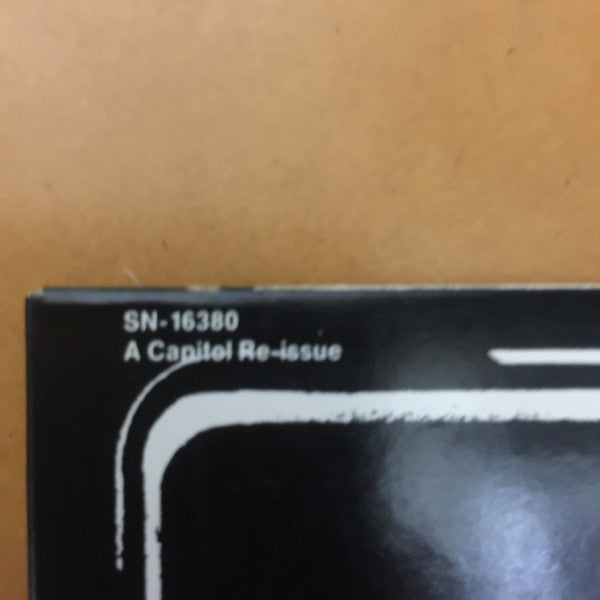 SN-16380
A Capitol Re-issue